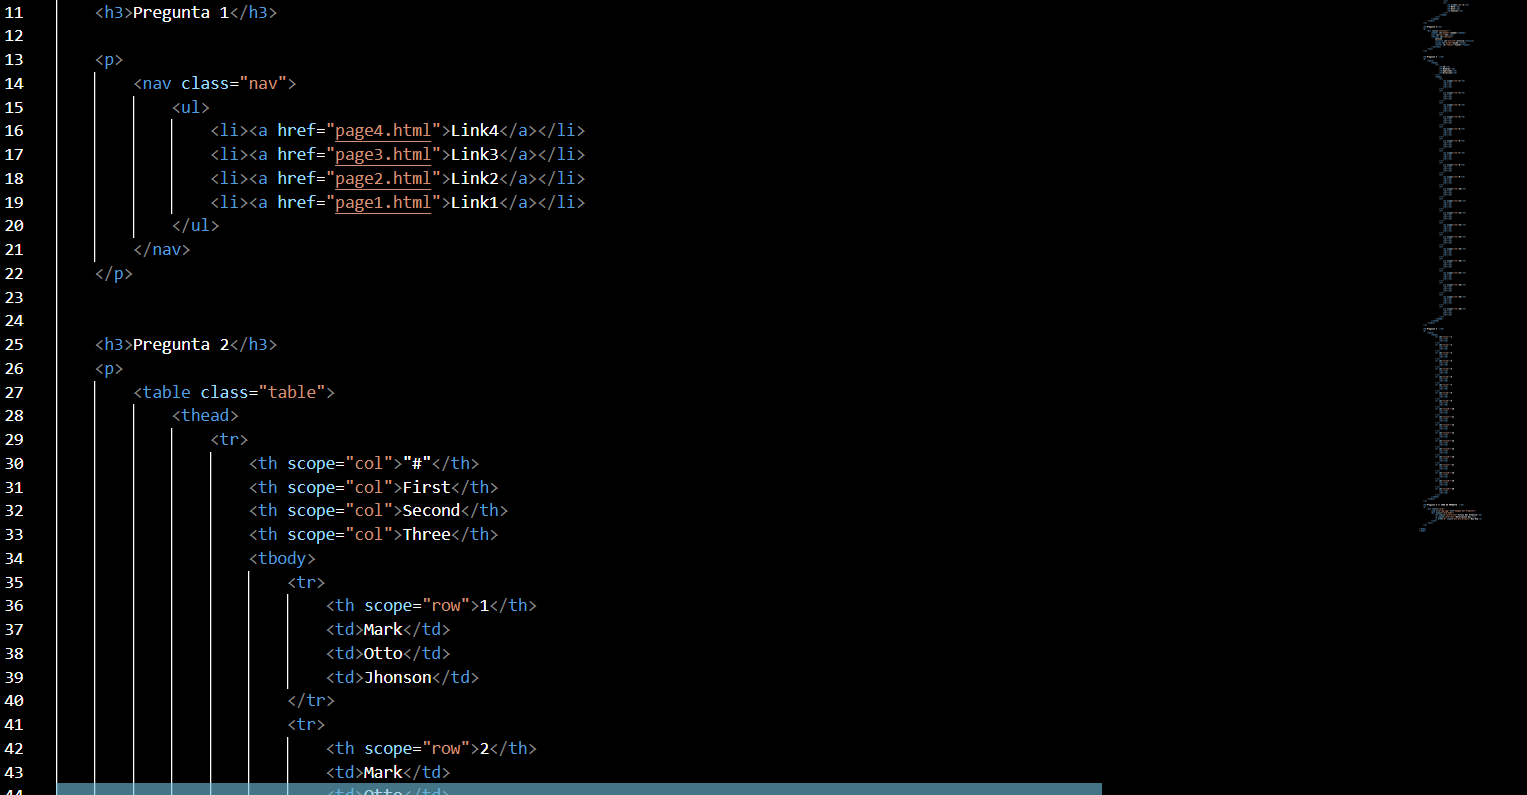 11 <h3>Pregunta 1</h3>
12
13 <p>
14 <nav class="nav">
15 <ul>
16 <li><a href="page4.html">Link4</a></li>
17 <li><a href="page3.html">Link3</a></li>
18 <li><a href="page2.html">Link2</a></li>
19 <li><a href="page1.html">Link1</a></li>
20 </ul>
21 </nav>
22 </p>
23
24
25 <h3>Pregunta 2</h3>
26 <p>
27 <table class="table">
28 <thead>
29 <tr>
30 <th scope="col">"#"</th>
31 <th scope="col">First</th>
32 <th scope="col">Second</th>
33 <th scope="col">Three</th>
34 <tbody>
35 <tr>
36 <th scope="row">1</th>
37 <td>Mark</td>
38 <td>Otto</td>
39 <td>Jhonson</td>
40 </tr>
41 <tr>
42 <th scope="row">2</th>
43 <td>Mark</td>
44 <td>Otto</td>